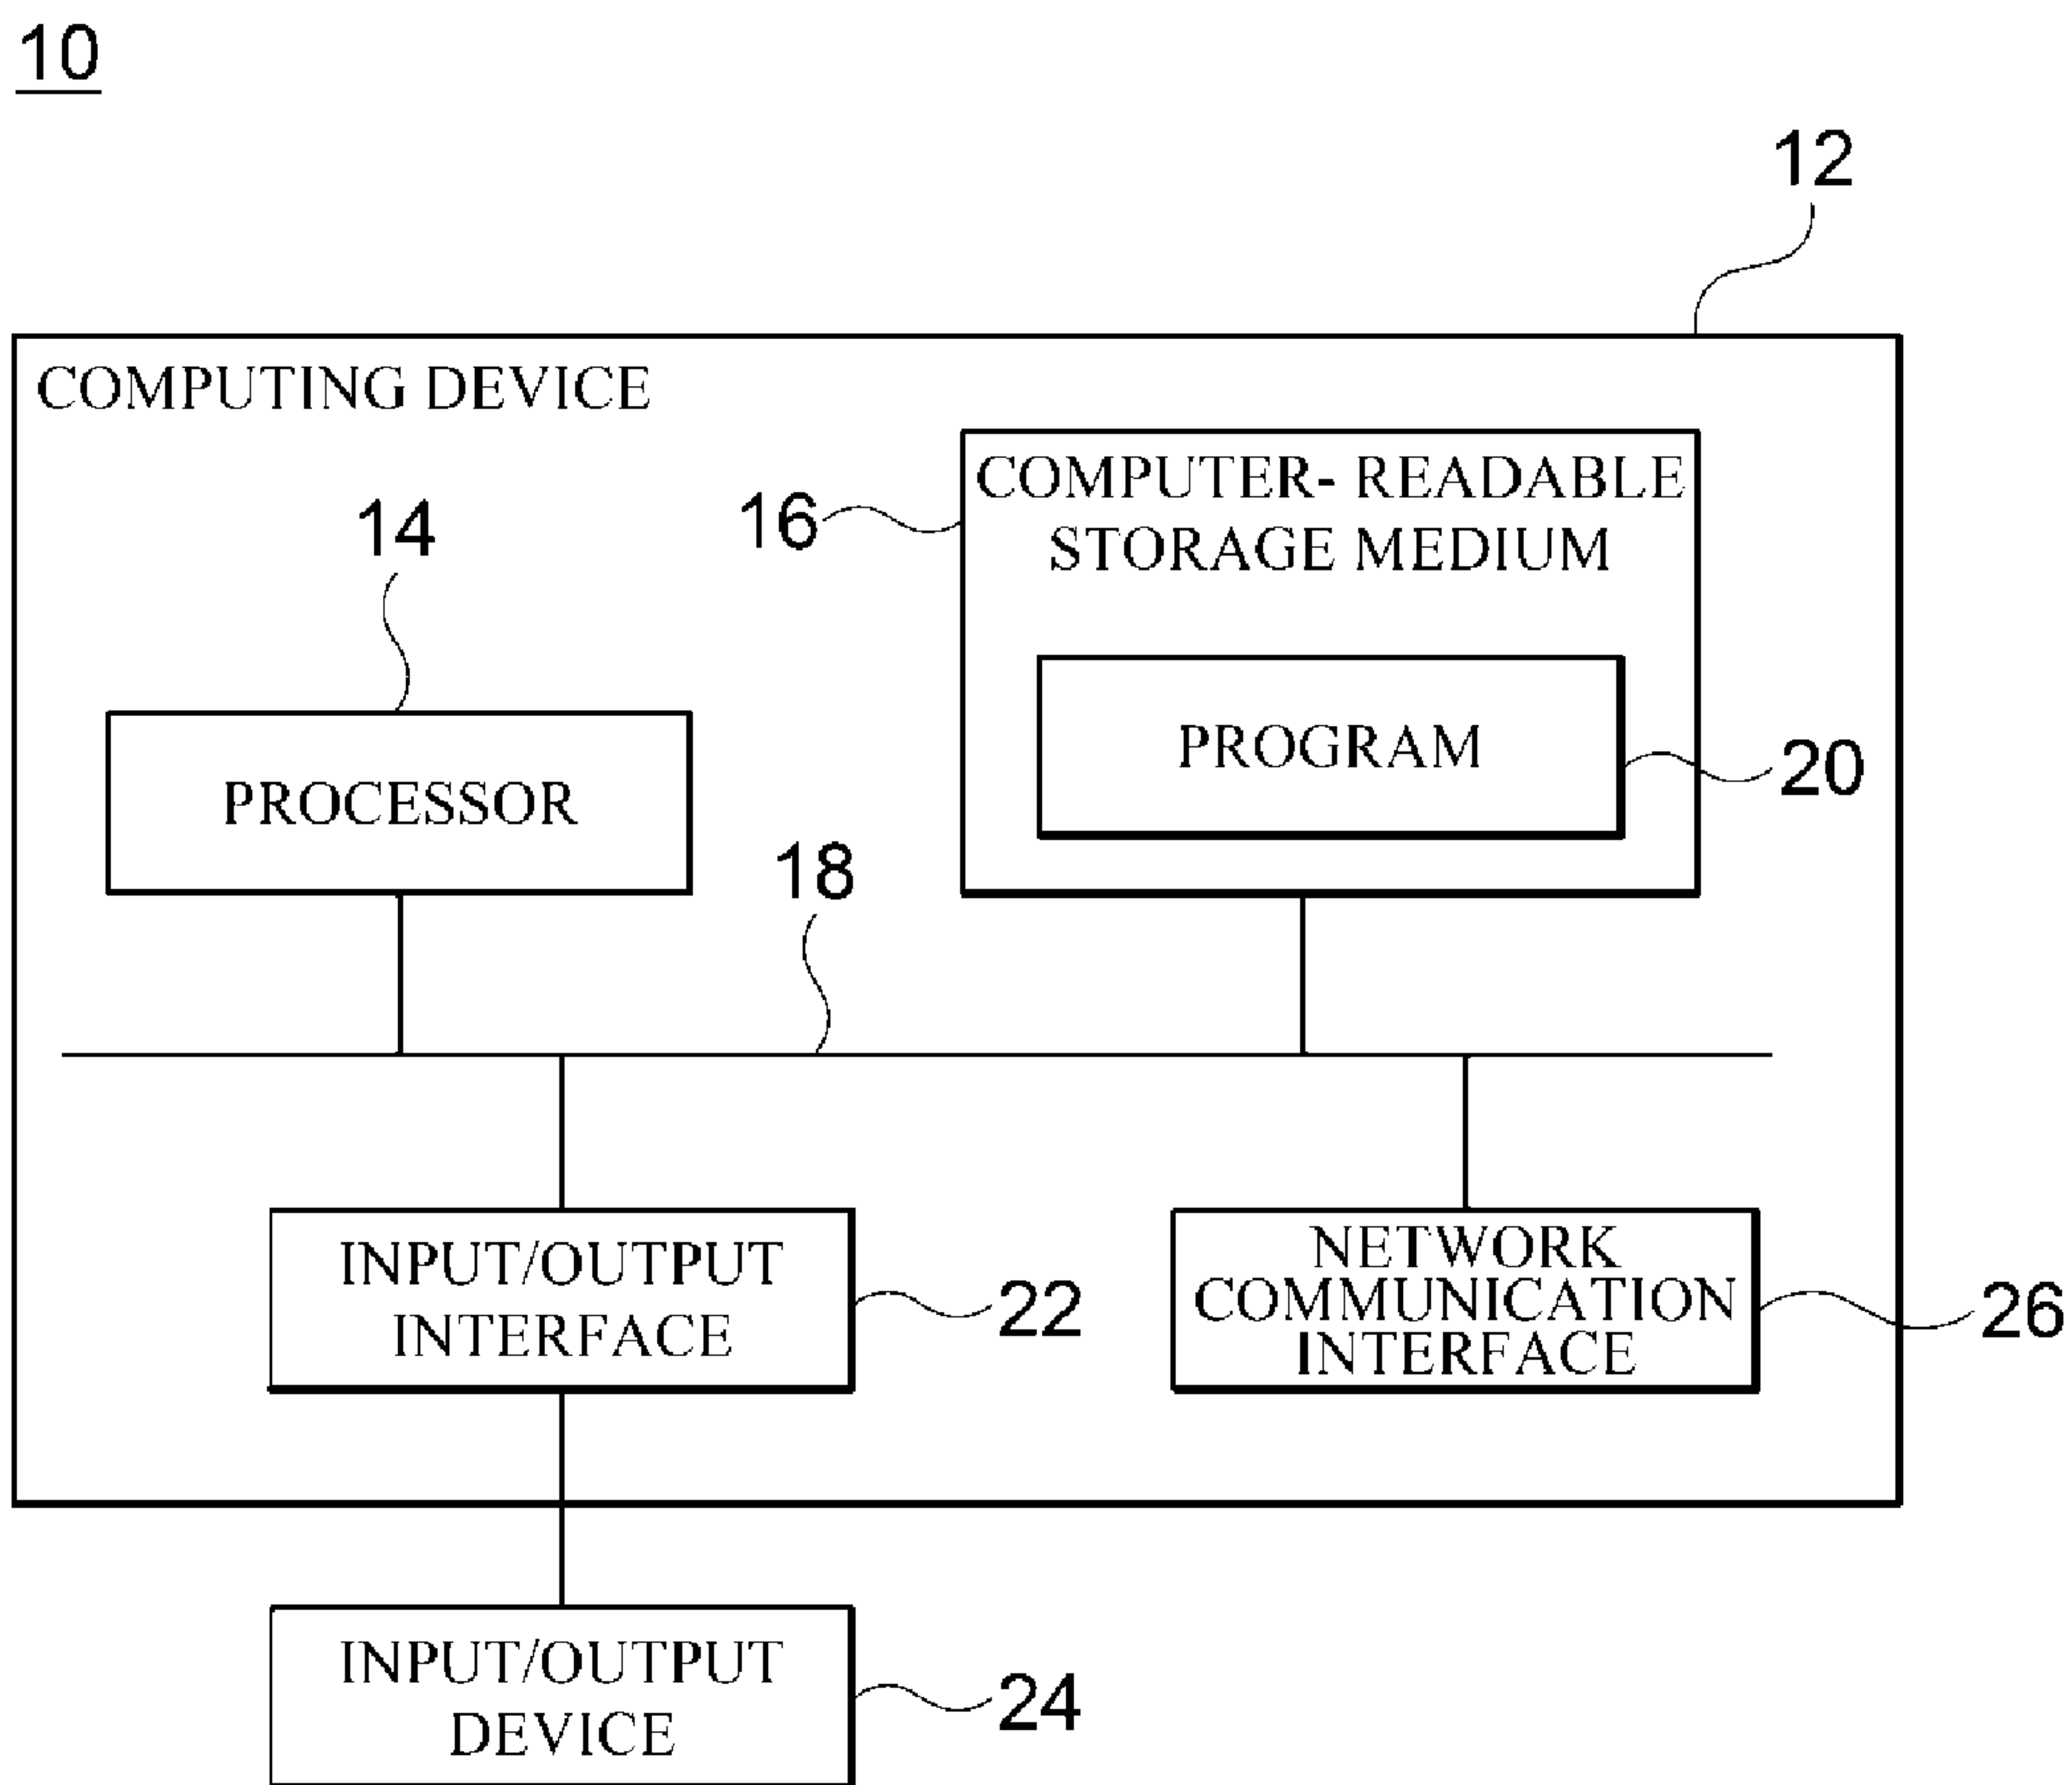 10
12
COMPUTING DEVICE
COMPUTER- READABLE
STORAGE MEDIUM
16
14
PROGRAM
20
PROCESSOR
18
INPUT/OUTPUT
INTERFACE
22
NETWORK
COMMUNICATION
INTERFACE
26
INPUT/OUTPUT
DEVICE
24